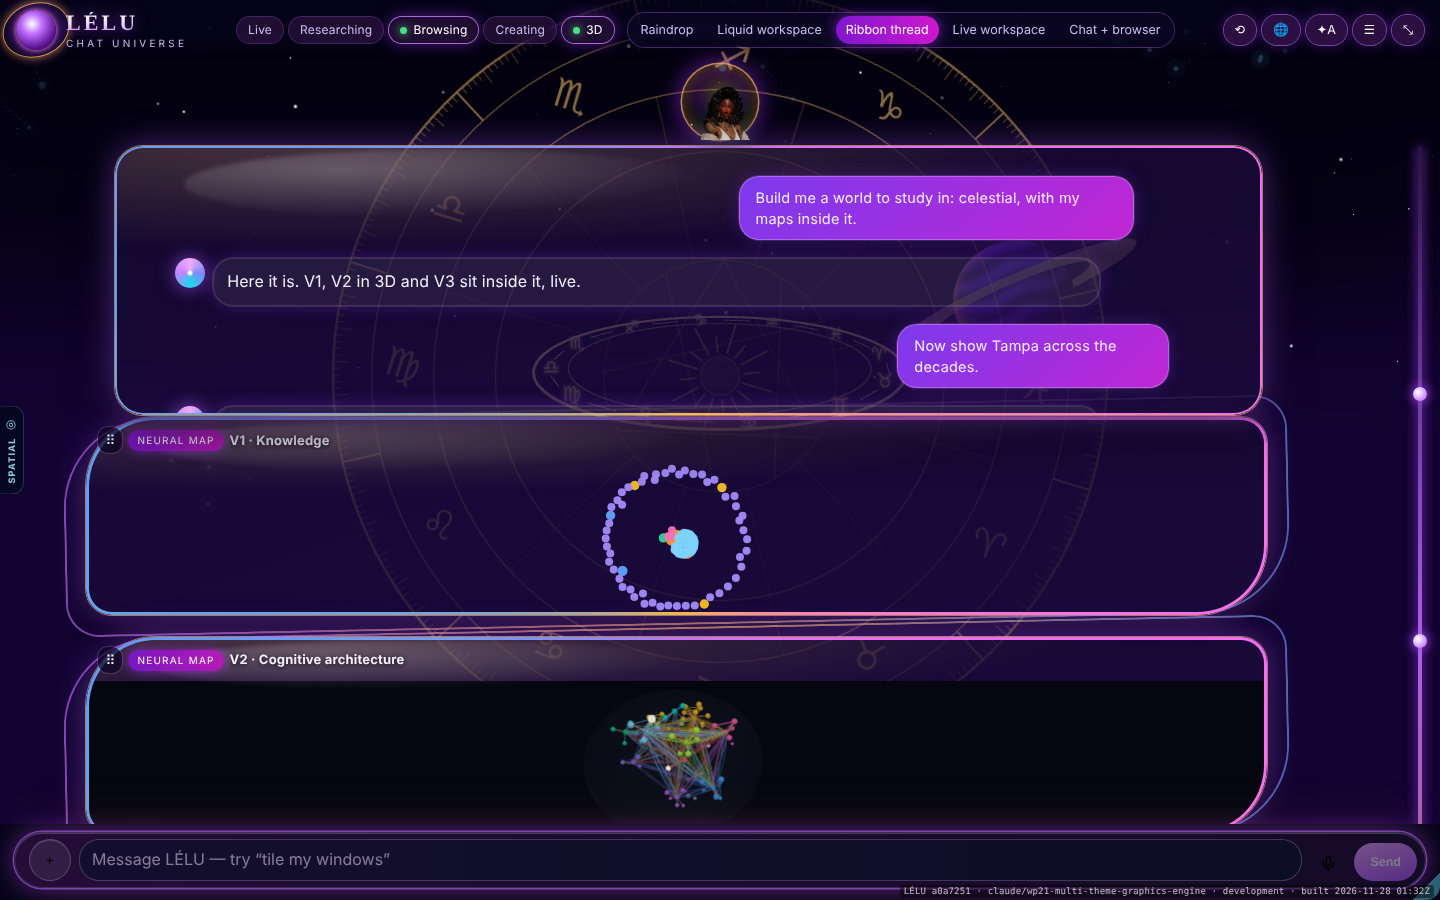 LÉLU
CHAT UNIVERSE
Live
Researching
Browsing
Creating
3D
Raindrop
Liquid workspace
Ribbon thread
Live workspace
Chat + browser
A
Build me a world to study in: celestial, with my
maps inside it.
Here it is. V1, V2 in 3D and V3 sit inside it, live.
Now show Tampa across the
decades.
SPATIAL
NEURAL MAP
V1 · Knowledge
NEURAL MAP
V2 · Cognitive architecture
Message LÉLU — try “tile my windows”
Send
LÉLU a0a7251 · claude/wp21-multi-theme-graphics-engine · development · built 2026-11-28 01:32Z